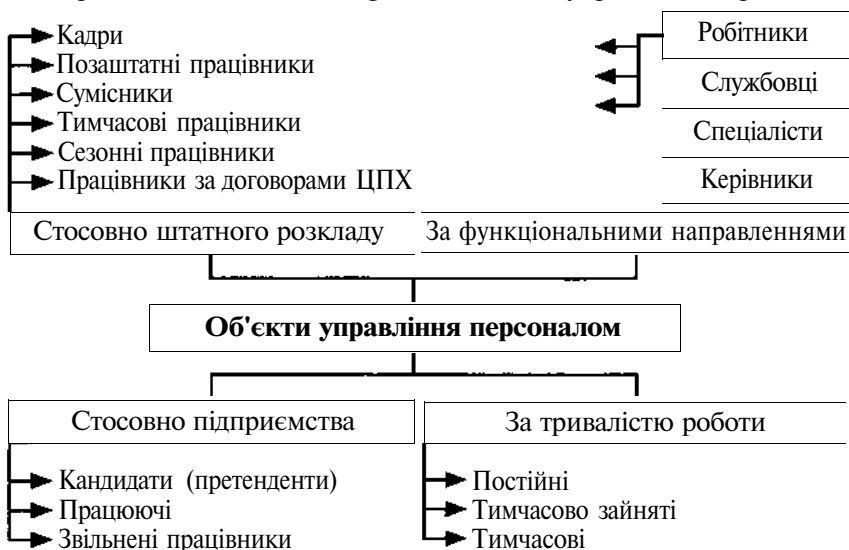 Кадри
Позаштатні працівники
Сумісники
Тимчасові працівники
Сезонні працівники
Працівники за договорами ЦПХ
Робітники
Службовці
Спеціалісти
Керівники
Стосовно штатного розкладу
За функціональними направленнями
Об'єкти управління персоналом
Стосовно підприємства
За тривалістю роботи
Кандидати (претенденти)
Працюючі
Звільнені працівники
Постійні
Тимчасово зайняті
Тимчасові